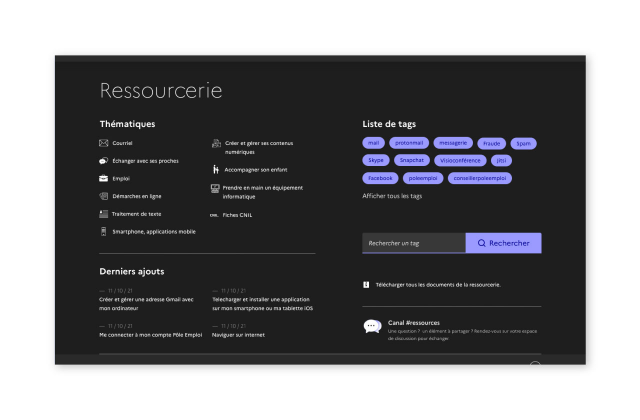 Ressourcerie
Thématiques
Courriel
Échanger avec ses proches
Emploi
Démarches en ligne
Traitement de texte
Smartphone, applications mobile
Créer et gérer ses contenus
numériques
Accompagner son enfant
Prendre en main un équipement
informatique
CNIL
Fiches CNIL
Derniers ajouts
— 11 / 10 / 21
Créer et gérer une adresse Gmail avec
mon ordinateur
— 11 / 10 / 21
Télécharger et installer une application
sur mon smartphone ou ma tablette iOS
— 11 / 10 / 21
Me connecter à mon compte Pôle Emploi
— 11 / 10 / 21
Naviguer sur internet
Liste de tags
mail protonmail messagerie Fraude Spam
Skype Snapchat Visioconférence jitsi
Facebook poleemploi conseillerpoleemploi
Afficher tous les tags
Rechercher un tag
Rechercher
Télécharger tous les documents de la ressourcerie.
Canal #ressources
Une question ? un élément à partager ? Rendez-vous sur votre espace
de discussion pour échanger